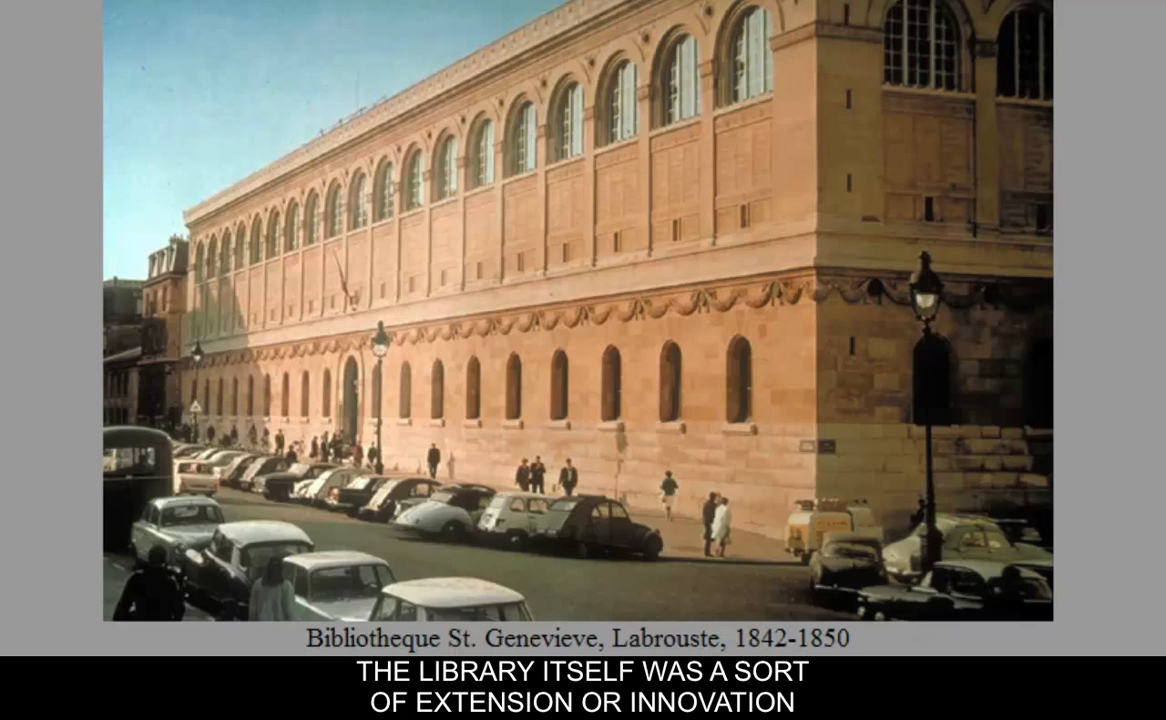 Bibliotheque St. Genevieve, Labrouste, 1842-1850
THE LIBRARY ITSELF WAS A SORT
OF EXTENSION OR INNOVATION